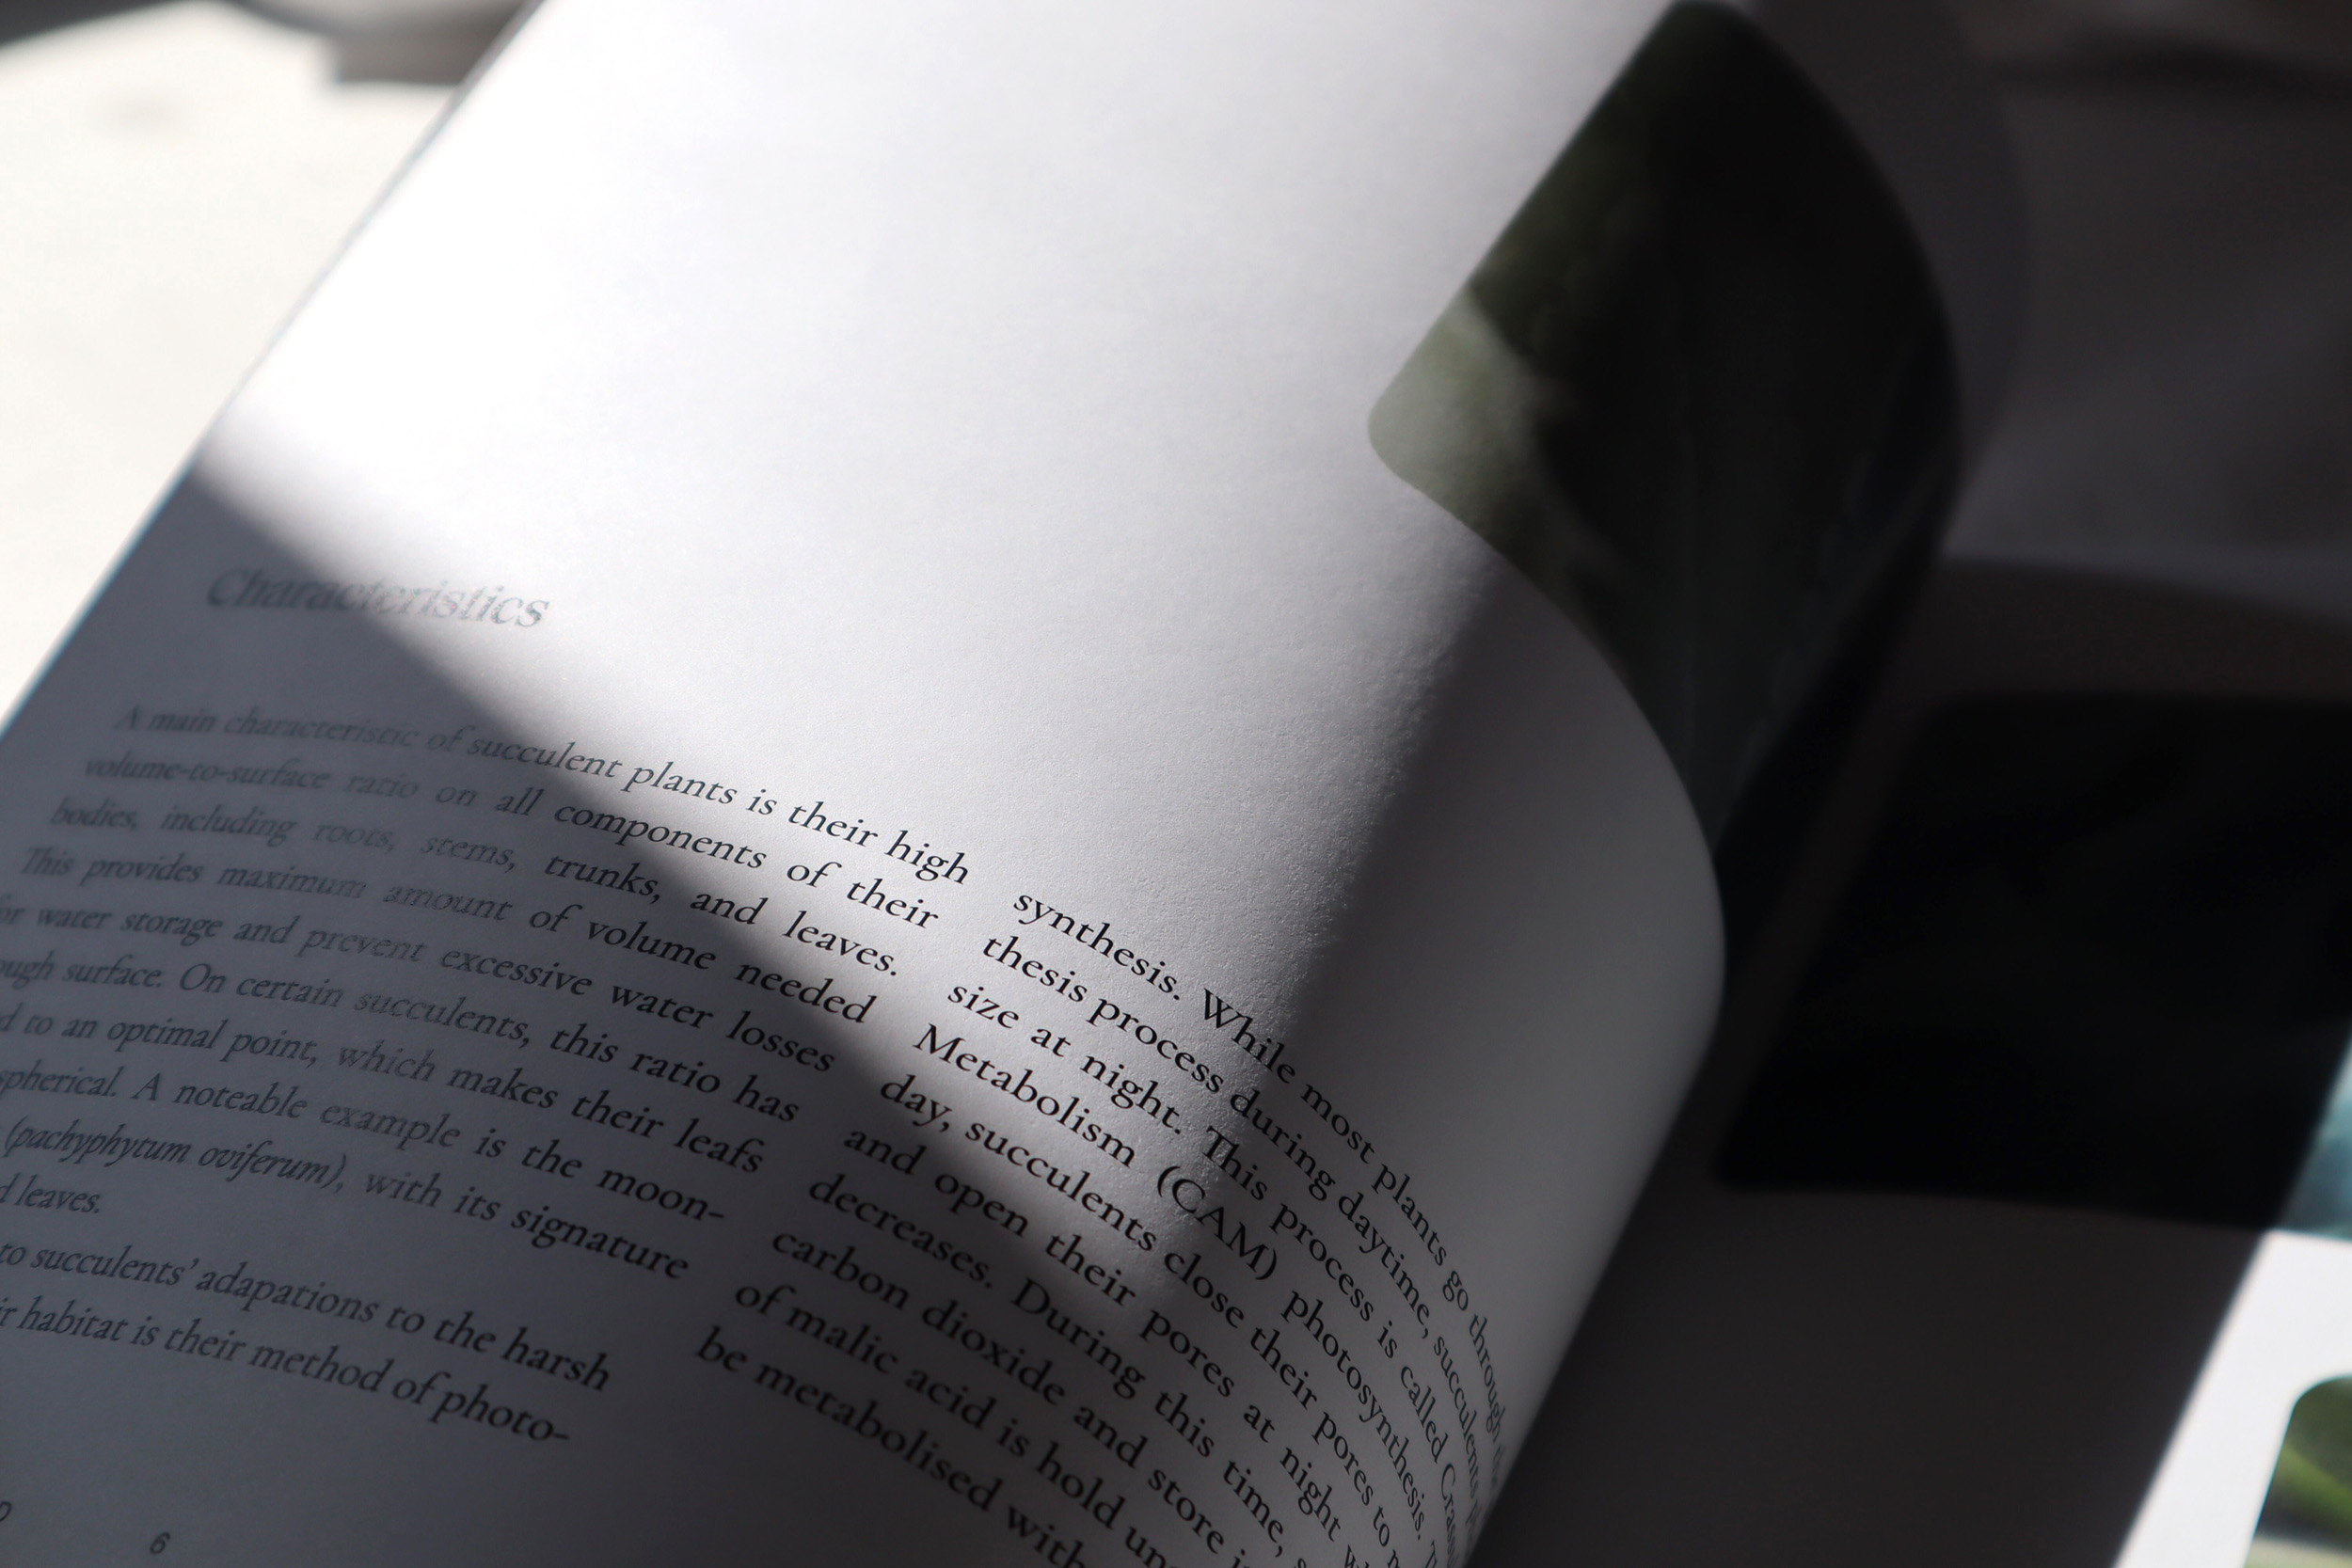 Characteristics
A main characteristic of succulent plants is their high
volume-to-surface ratio on all components of their
bodies, including roots, stems, trunks, and leaves.
This provides maximum amount of volume needed
for water storage and prevent excessive water losses
surface. On certain succulents, this ratio has
to an optimal point, which makes their leafs
spherical. A noteable example is the moon-
(pachyphytum oviferum), with its signature
leaves.
to succulents' adapations to the harsh
habitat is their method of photo-
6
synthesis. While most plants go through
thesis process during daytime, succulents
size at night. This process is called
Metabolism (CAM) photosynthesis.
day, succulents close their pores to
and open their pores at night
decreases. During this time,
carbon dioxide and store
of malic acid is hold
be metabolised with